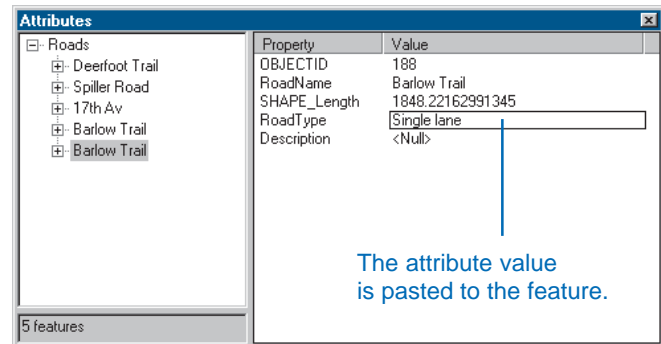 Attributes
Roads
Deerfoot Trail
Spiller Road
17th Av
Barlow Trail
Barlow Trail
5 features
Property Value
OBJECTID 188
RoadName Barlow Trail
SHAPE_Length 1848.22162991345
RoadType Single lane
Description <Null>
The attribute value
is pasted to the feature.